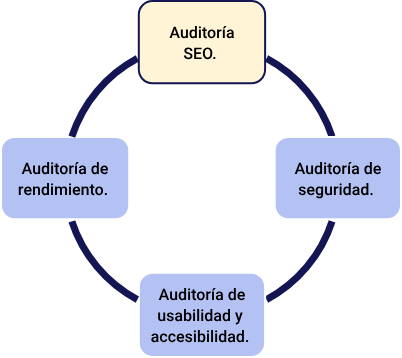 Auditoría
SEO.
Auditoría de
rendimiento.
Auditoría de
seguridad.
Auditoría de
usabilidad y
accesibilidad.